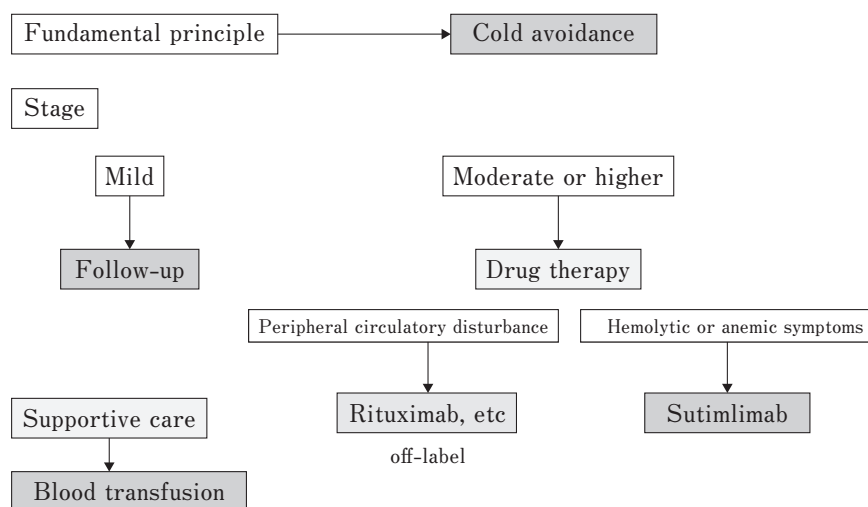 Fundamental principle
Cold avoidance
Stage
Mild
Moderate or higher
Follow-up
Drug therapy
Peripheral circulatory disturbance
Hemolytic or anemic symptoms
Supportive care
Rituximab, etc
Sutimlimab
off-label
Blood transfusion